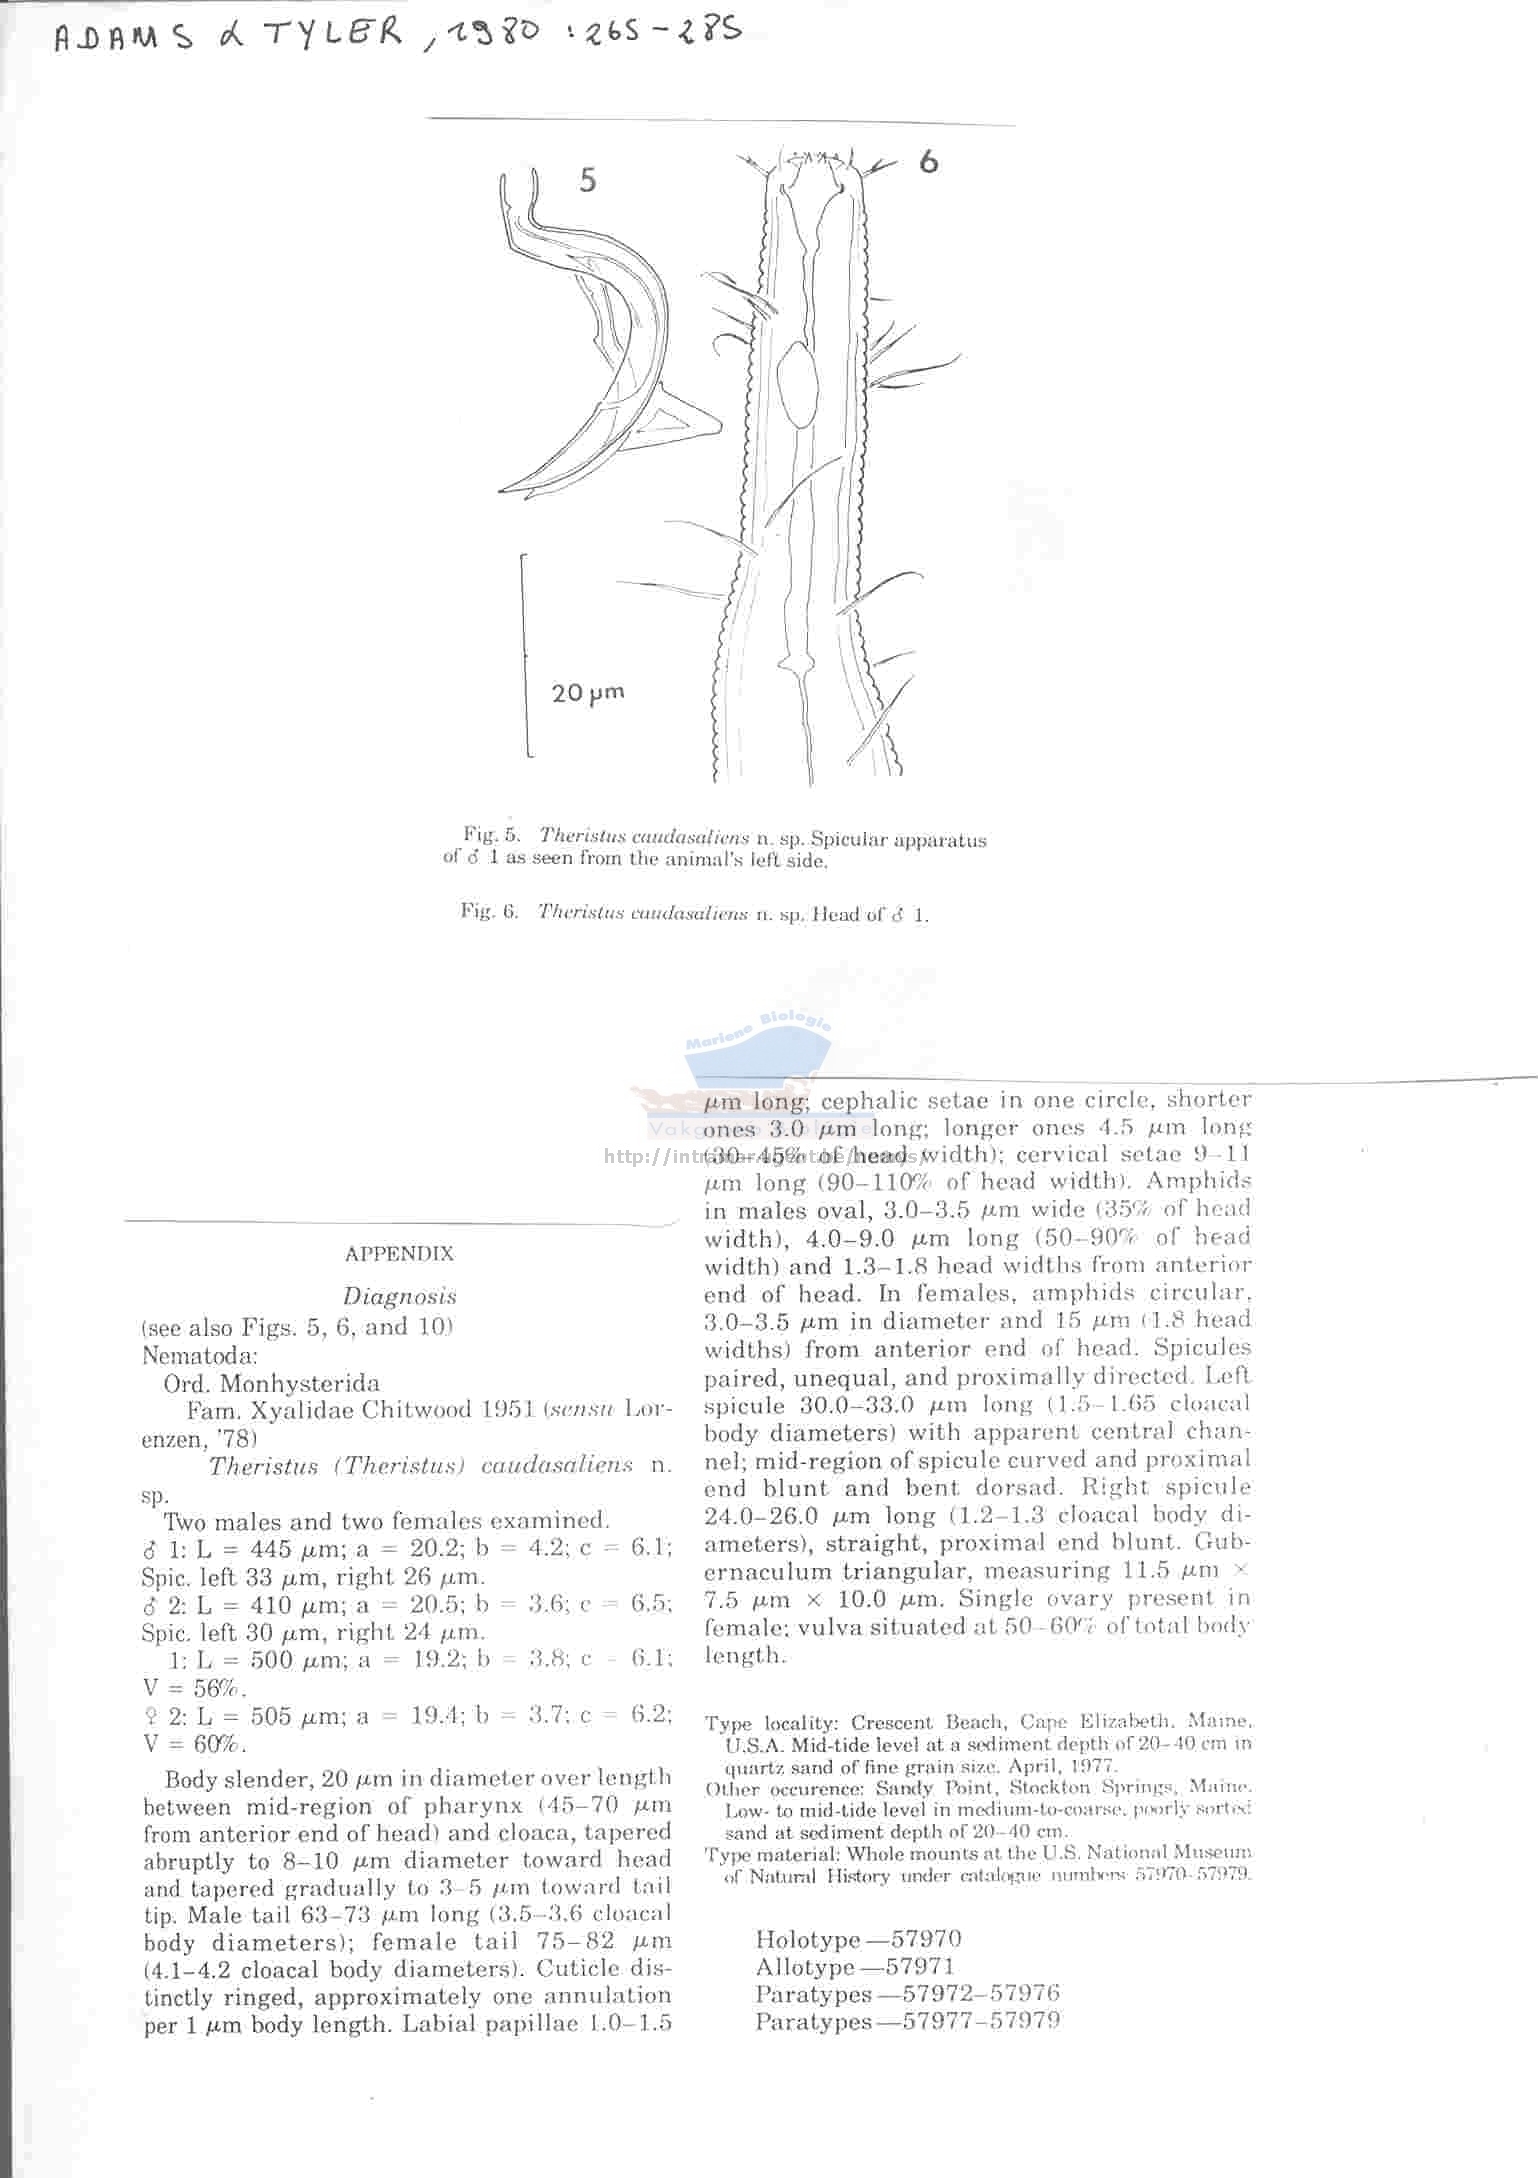 ADAMS & TYLER, 1980 : 265-285
5
6
20 µm
Fig. 5. Theristus caudasaliens n. sp. Spicular apparatus
of ♂ 1 as seen from the animal's left side.
Fig. 6. Theristus caudasaliens n. sp. Head of ♂ 1.
Mariene Biologie
APPENDIX
Diagnosis
(see also Figs. 5, 6, and 10)
Nematoda:
Ord. Monhysterida
Fam. Xyalidae Chitwood 1951 (sensu Lor-
enzen, '78)
Theristus (Theristus) caudasaliens n.
sp.
Two males and two females examined.
♂ 1: L = 445 µm; a = 20.2; b = 4.2; c = 6.1;
Spic. left 33 µm, right 26 µm.
♂ 2: L = 410 µm; a = 20.5; b = 3.6; c = 6.5;
Spic. left 30 µm, right 24 µm.
1: L = 500 µm; a = 19.2; b = 3.8; c = 6.1;
V = 56%.
♀ 2: L = 505 µm; a = 19.4; b = 3.7; c = 6.2;
V = 60%.
Body slender, 20 µm in diameter over length
between mid-region of pharynx (45–70 µm
from anterior end of head) and cloaca, tapered
abruptly to 8–10 µm diameter toward head
and tapered gradually to 3–5 µm toward tail
tip. Male tail 63–73 µm long (3.5–3.6 cloacal
body diameters); female tail 75–82 µm
(4.1–4.2 cloacal body diameters). Cuticle dis-
tinctly ringed, approximately one annulation
per 1 µm body length. Labial papillae 1.0–1.5
µm long; cephalic setae in one circle, shorter
ones 3.0 µm long; longer ones 4.5 µm long
(30–45% of head width); cervical setae 9–11
µm long (90–110% of head width). Amphids
in males oval, 3.0–3.5 µm wide (35% of head
width), 4.0–9.0 µm long (50–90% of head
width) and 1.3–1.8 head widths from anterior
end of head. In females, amphids circular,
3.0–3.5 µm in diameter and 15 µm (1.8 head
widths) from anterior end of head. Spicules
paired, unequal, and proximally directed. Left
spicule 30.0–33.0 µm long (1.5–1.65 cloacal
body diameters) with apparent central chan-
nel; mid-region of spicule curved and proximal
end blunt and bent dorsad. Right spicule
24.0–26.0 µm long (1.2–1.3 cloacal body di-
ameters), straight, proximal end blunt. Gub-
ernaculum triangular, measuring 11.5 µm ×
7.5 µm × 10.0 µm. Single ovary present in
female; vulva situated at 50–60% of total body
length.
Type locality: Crescent Beach, Cape Elizabeth, Maine,
U.S.A. Mid-tide level at a sediment depth of 20–40 cm in
quartz sand of fine grain size. April, 1977.
Other occurence: Sandy Point, Stockton Springs, Maine.
Low- to mid-tide level in medium-to-coarse, poorly sorted
sand at sediment depth of 20–40 cm.
Type material: Whole mounts at the U.S. National Museum
of Natural History under catalogue numbers 57970–57979.
Holotype—57970
Allotype—57971
Paratypes—57972–57976
Paratypes—57977–57979